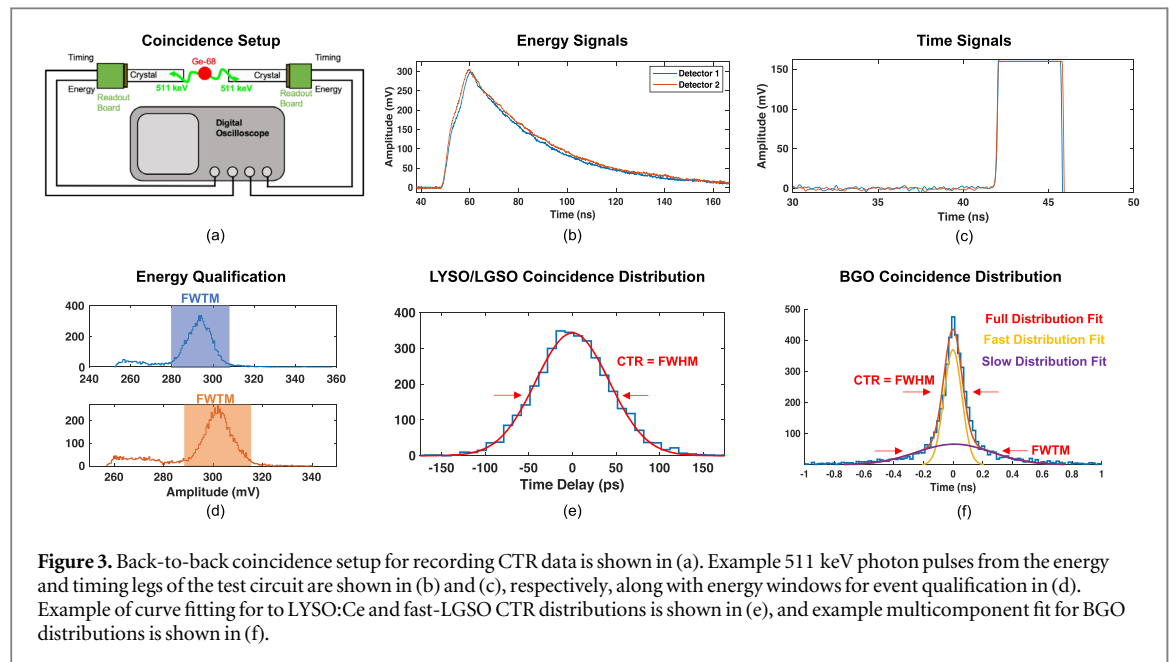 Coincidence Setup
Timing
Ge-68
Timing
Crystal
Crystal
Energy
511 keV
511 keV
Energy
Readout
Board
Readout
Board
Digital
Oscilloscope
(a)
Energy Signals
300
250
200
150
100
50
0
Amplitude (mV)
Detector 1
Detector 2
40 60 80 100 120 140 160
Time (ns)
(b)
Time Signals
150
100
50
0
Amplitude (mV)
30 35 40 45 50
Time (ns)
(c)
Energy Qualification
FWTM
400
200
0
240 260 280 300 320 340 360
FWTM
200
100
0
260 280 300 320 340
Amplitude (mV)
(d)
LYSO/LGSO Coincidence Distribution
400
300
200
100
0
CTR = FWHM
-150 -100 -50 0 50 100 150
Time Delay (ps)
(e)
BGO Coincidence Distribution
500
400
300
200
100
Full Distribution Fit
Fast Distribution Fit
Slow Distribution Fit
CTR = FWHM
FWTM
-1 -0.8 -0.6 -0.4 -0.2 0 0.2 0.4 0.6 0.8 1
Time (ns)
(f)
Figure 3. Back-to-back coincidence setup for recording CTR data is shown in (a). Example 511 keV photon pulses from the energy
and timing legs of the test circuit are shown in (b) and (c), respectively, along with energy windows for event qualification in (d).
Example of curve fitting for to LYSO:Ce and fast-LGSO CTR distributions is shown in (e), and example multicomponent fit for BGO
distributions is shown in (f).